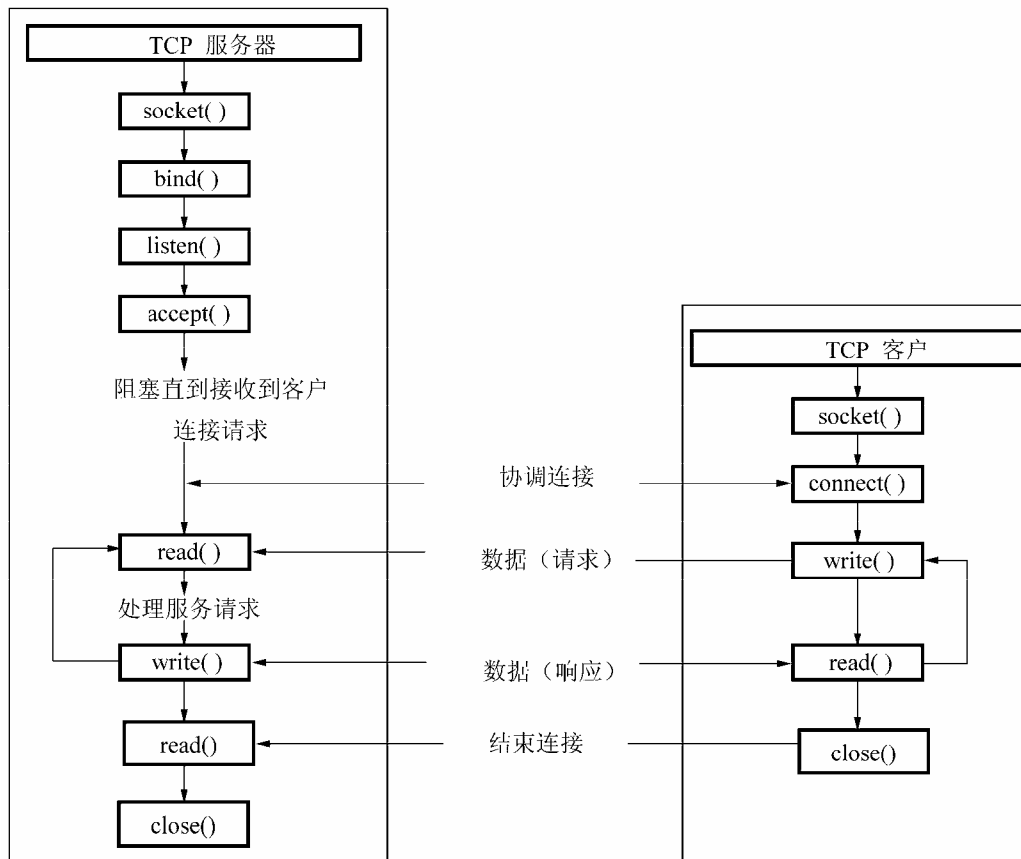 TCP 服务器
socket( )
bind( )
listen( )
accept( )
阻塞直到接收到客户
连接请求
read( )
处理服务请求
write( )
read()
close()
协调连接
数据（请求）
数据（响应）
结束连接
TCP 客户
socket( )
connect( )
write( )
read( )
close()